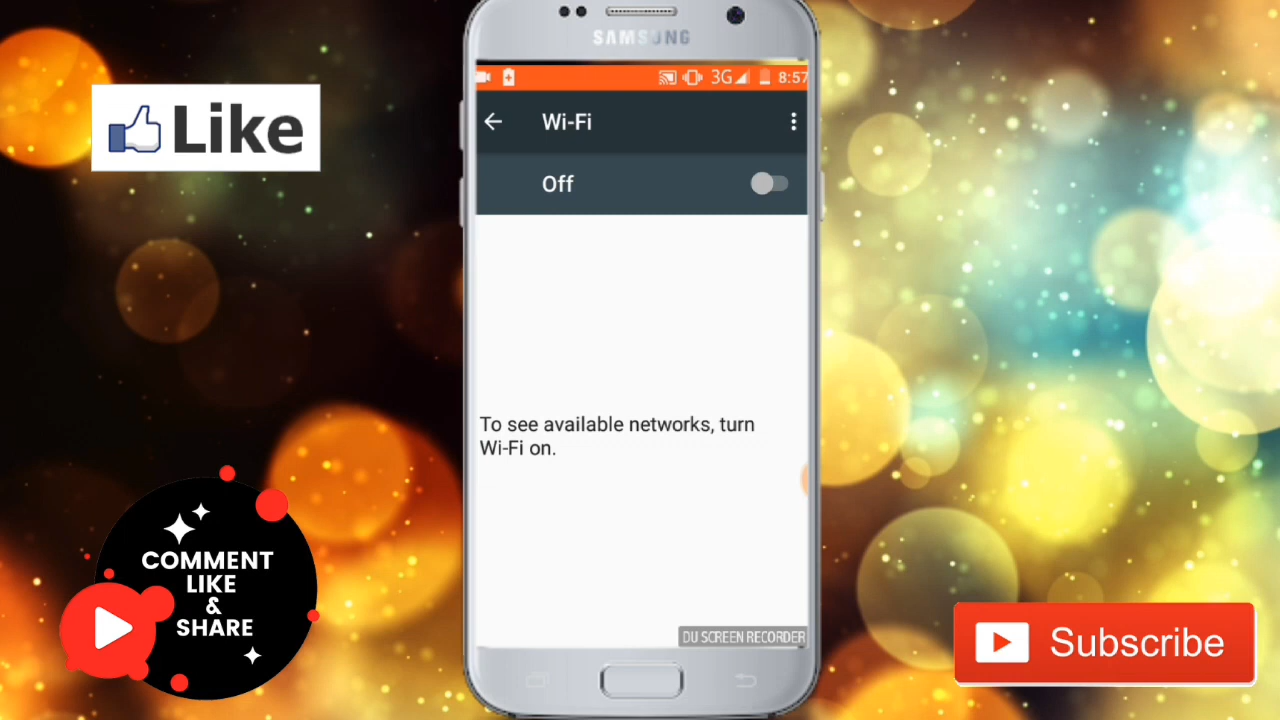 Like
SAMSUNG
3G 8:57
Wi-Fi
Off
To see available networks, turn
Wi-Fi on.
DU SCREEN RECORDER
COMMENT
LIKE
&
SHARE
Subscribe